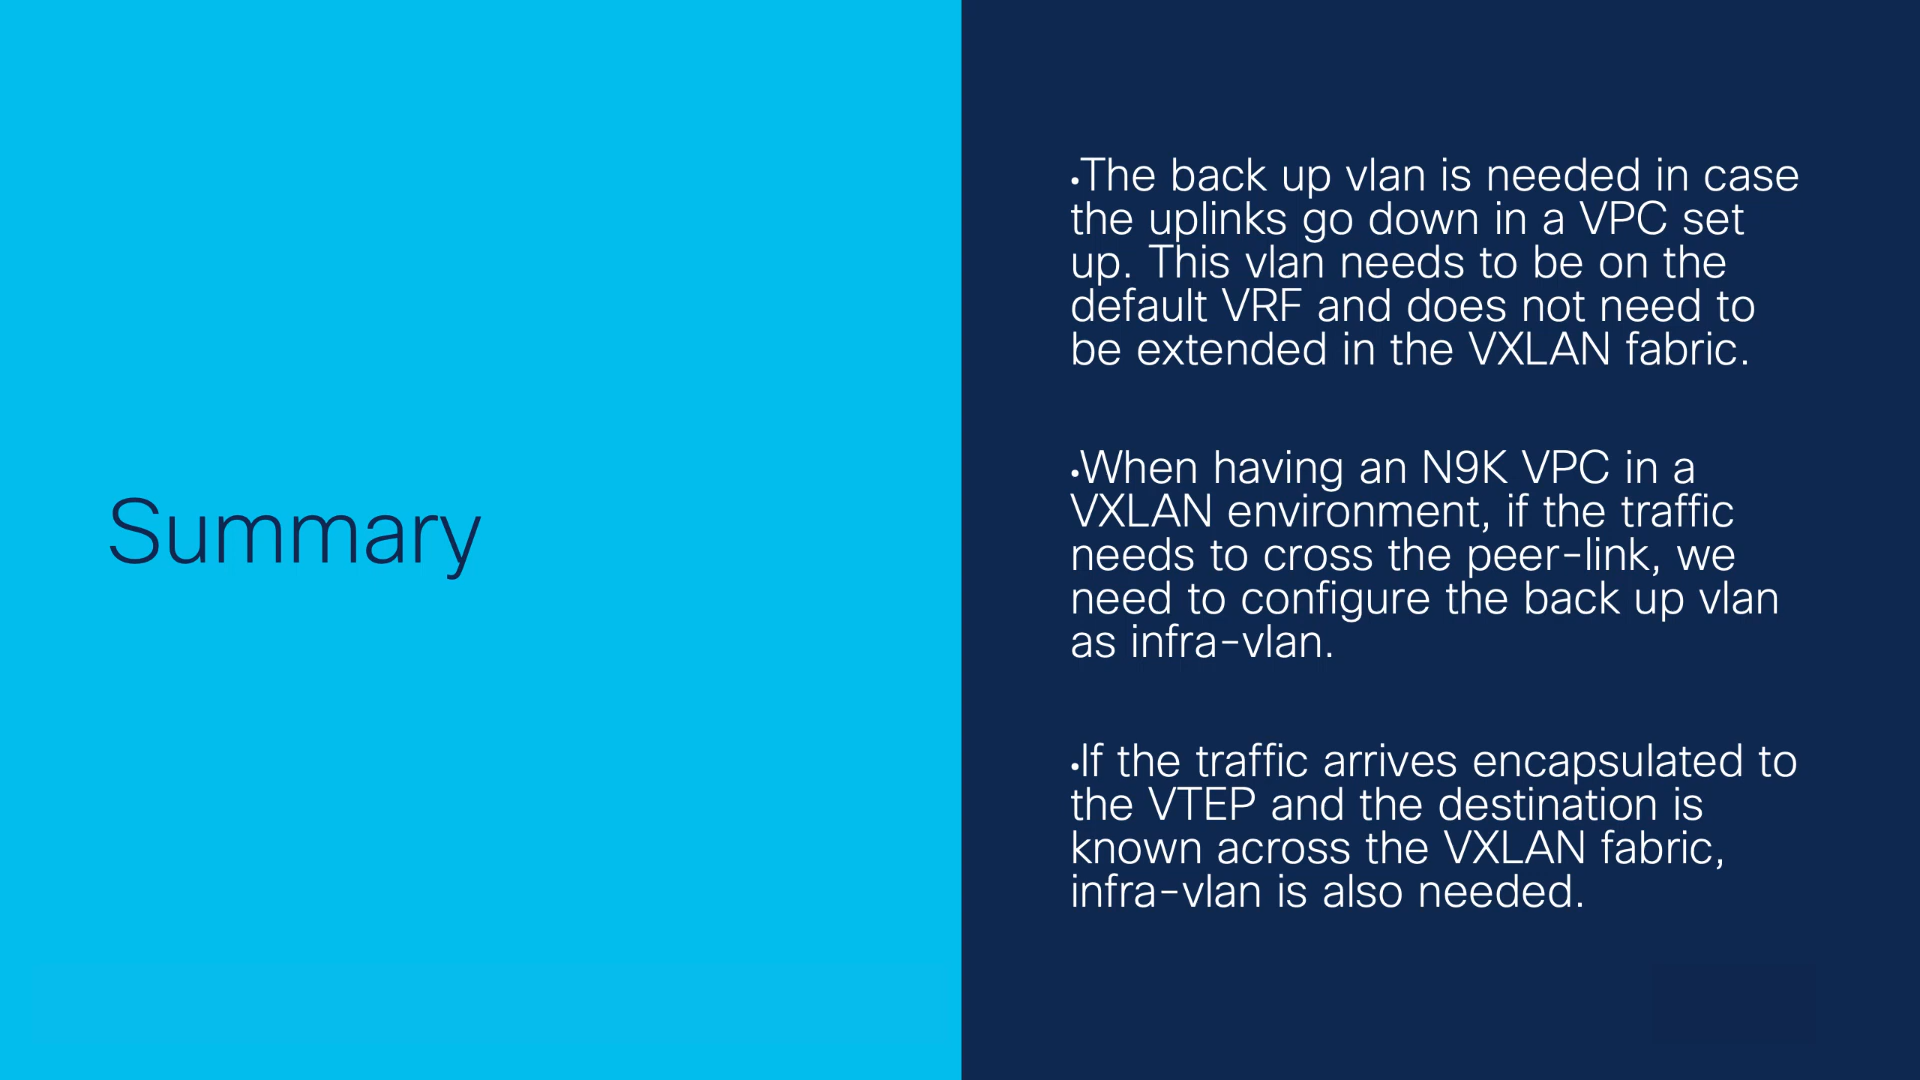 Summary
•The back up vlan is needed in case
the uplinks go down in a VPC set
up. This vlan needs to be on the
default VRF and does not need to
be extended in the VXLAN fabric.
•When having an N9K VPC in a
VXLAN environment, if the traffic
needs to cross the peer-link, we
need to configure the back up vlan
as infra-vlan.
•If the traffic arrives encapsulated to
the VTEP and the destination is
known across the VXLAN fabric,
infra-vlan is also needed.